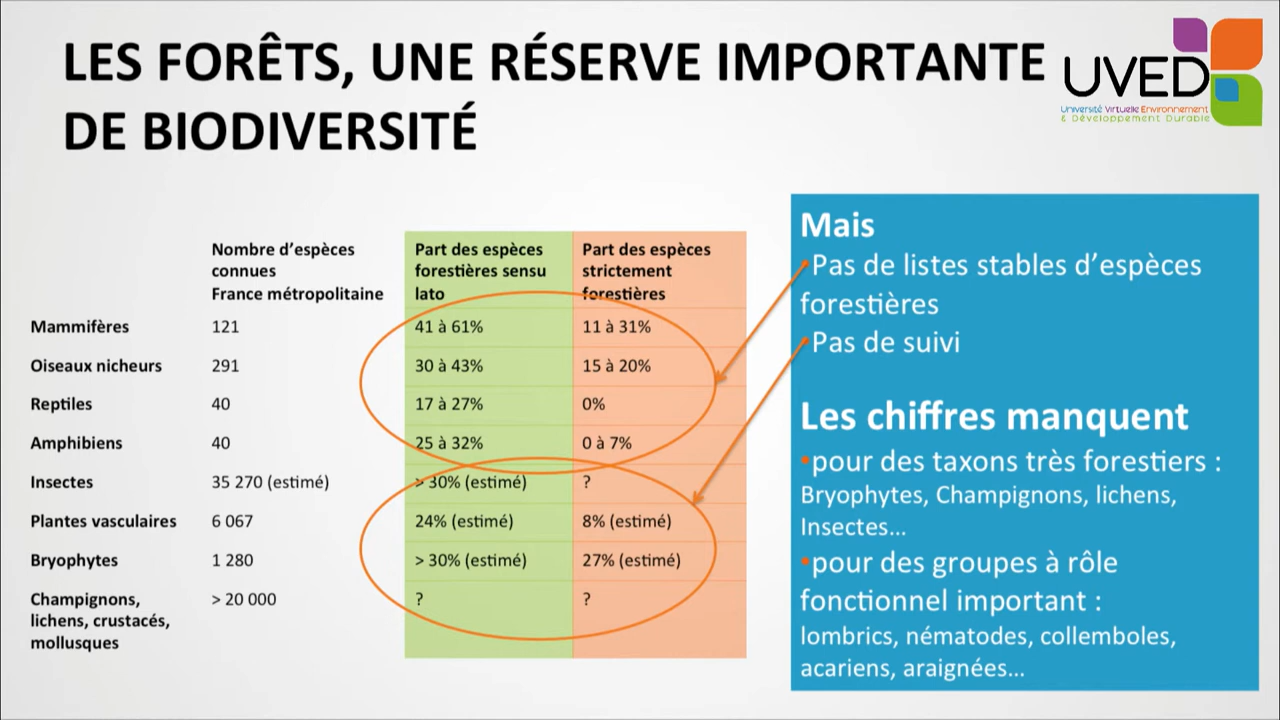 LES FORÊTS, UNE RÉSERVE IMPORTANTE
DE BIODIVERSITÉ
UVED
Université Virtuelle Environnement
& Développement Durable
Nombre d'espèces
connues
France métropolitaine
Part des espèces
forestières sensu
lato
Part des espèces
strictement
forestières
Mammifères 121 41 à 61% 11 à 31%
Oiseaux nicheurs 291 30 à 43% 15 à 20%
Reptiles 40 17 à 27% 0%
Amphibiens 40 25 à 32% 0 à 7%
Insectes 35 270 (estimé) > 30% (estimé) ?
Plantes vasculaires 6 067 24% (estimé) 8% (estimé)
Bryophytes 1 280 > 30% (estimé) 27% (estimé)
Champignons, > 20 000 ? ?
lichens, crustacés,
mollusques
Mais
•Pas de listes stables d'espèces
forestières
•Pas de suivi
Les chiffres manquent
•pour des taxons très forestiers :
Bryophytes, Champignons, lichens,
Insectes…
•pour des groupes à rôle
fonctionnel important :
lombrics, nématodes, collemboles,
acariens, araignées…